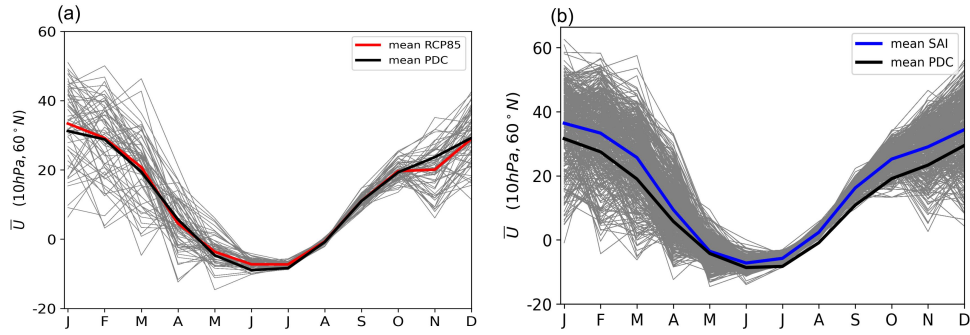 (a)
60
40
20
0
-20
U̅ (10hPa, 60°N)
mean RCP85
mean PDC
J F M A M J J A S O N D
(b)
60
40
20
0
-20
U̅ (10hPa, 60°N)
mean SAI
mean PDC
J F M A M J J A S O N D